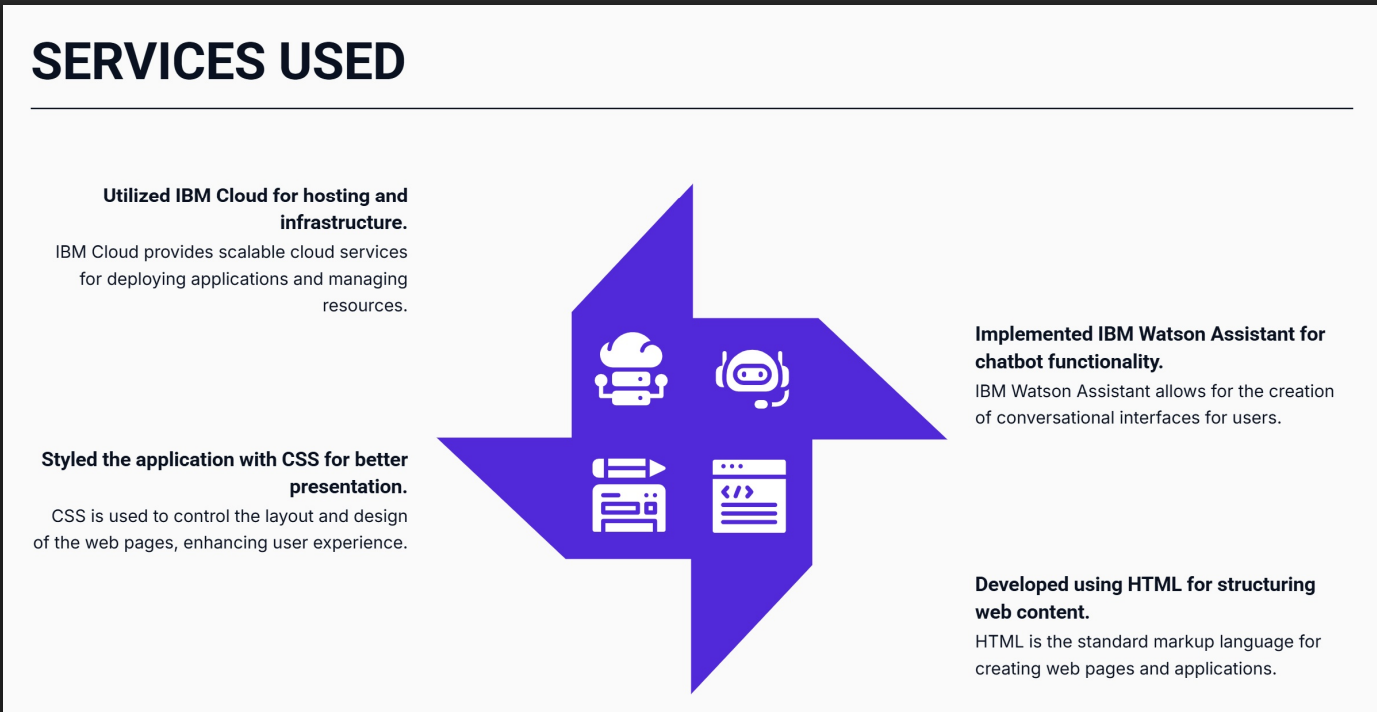 SERVICES USED
Utilized IBM Cloud for hosting and
infrastructure.
IBM Cloud provides scalable cloud services
for deploying applications and managing
resources.
Implemented IBM Watson Assistant for
chatbot functionality.
IBM Watson Assistant allows for the creation
of conversational interfaces for users.
Styled the application with CSS for better
presentation.
CSS is used to control the layout and design
of the web pages, enhancing user experience.
Developed using HTML for structuring
web content.
HTML is the standard markup language for
creating web pages and applications.